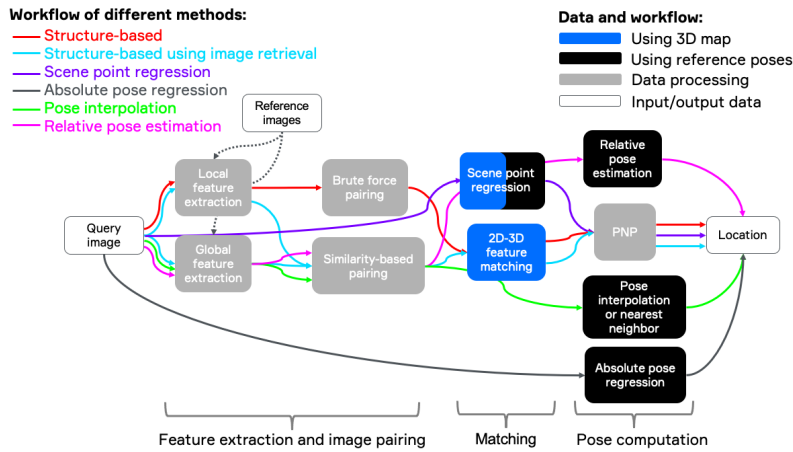 Workflow of different methods:
Structure-based
Structure-based using image retrieval
Scene point regression
Absolute pose regression
Pose interpolation
Relative pose estimation
Data and workflow:
Using 3D map
Using reference poses
Data processing
Input/output data
Reference
images
Local
feature
extraction
Brute force
pairing
Scene point
regression
Relative
pose
estimation
Query
image
Global
feature
extraction
Similarity-based
pairing
2D-3D
feature
matching
PNP
Location
Pose
interpolation
or nearest
neighbor
Absolute pose
regression
Feature extraction and image pairing
Matching
Pose computation